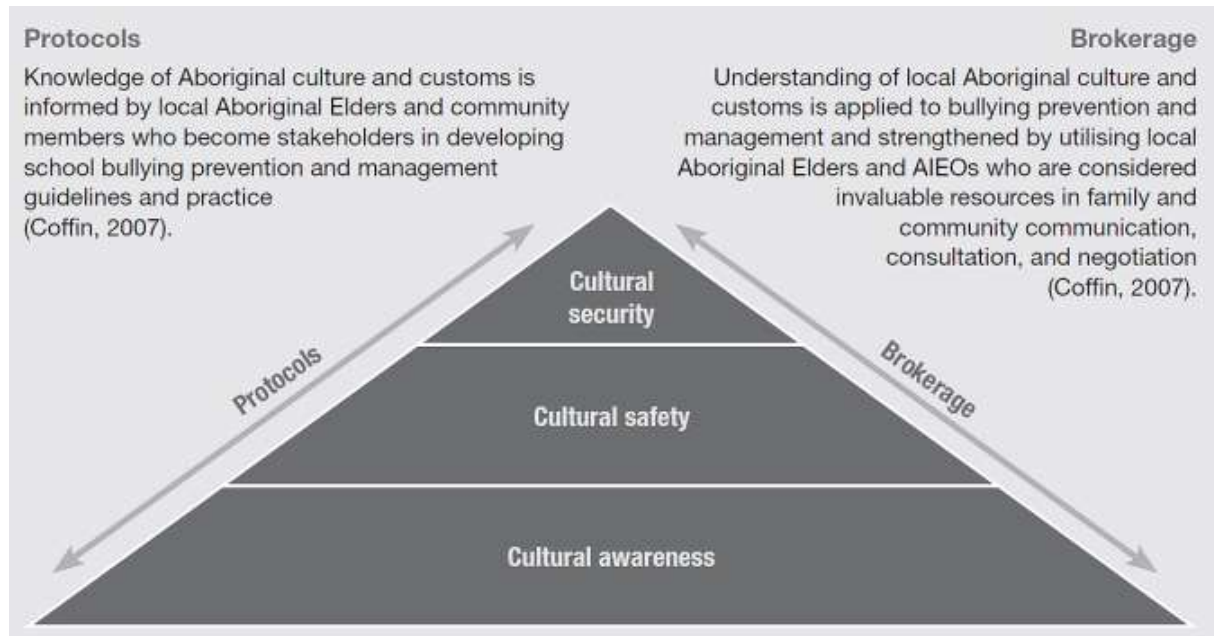 Protocols
Knowledge of Aboriginal culture and customs is
informed by local Aboriginal Elders and community
members who become stakeholders in developing
school bullying prevention and management
guidelines and practice
(Coffin, 2007).
Brokerage
Understanding of local Aboriginal culture and
customs is applied to bullying prevention and
management and strengthened by utilising local
Aboriginal Elders and AIEOs who are considered
invaluable resources in family and
community communication,
consultation, and negotiation
(Coffin, 2007).
Protocols
Brokerage
Cultural
security
Cultural safety
Cultural awareness